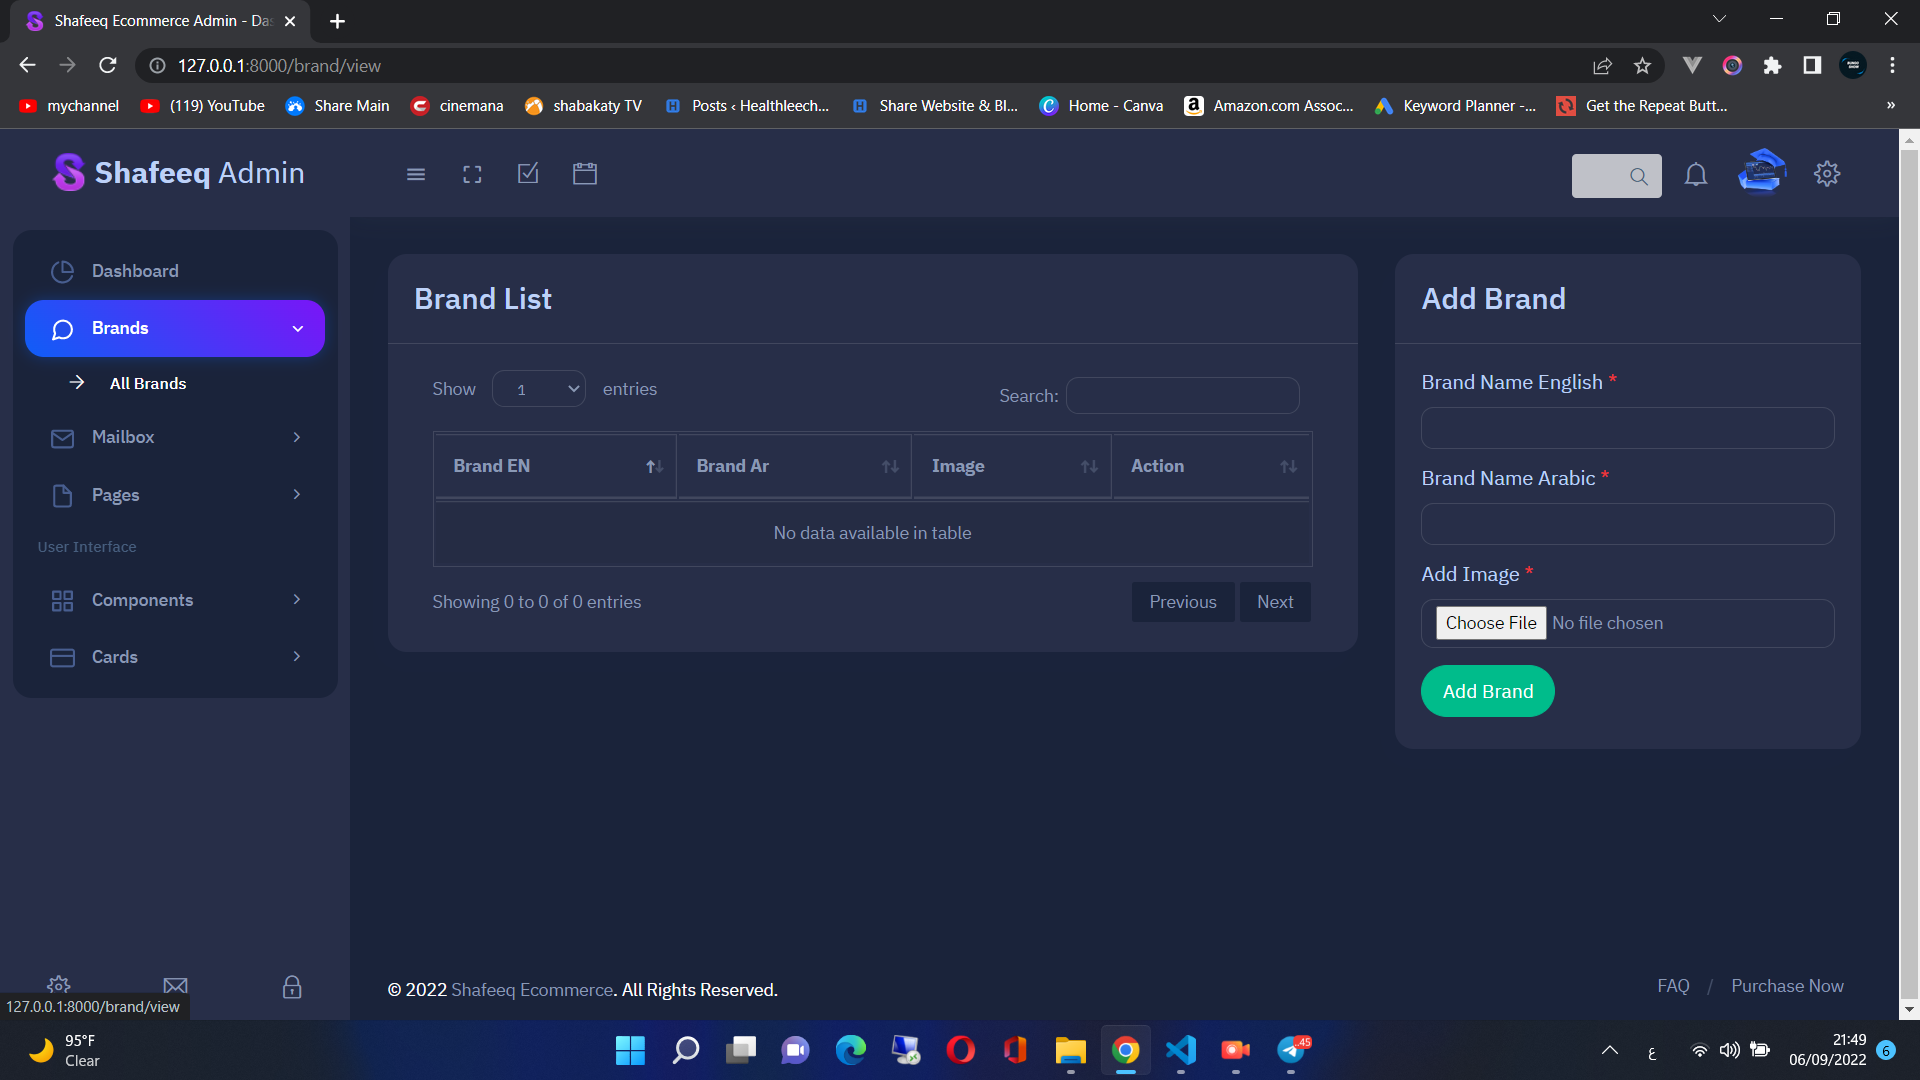 Shafeeq Ecommerce Admin - Das
127.0.0.1:8000/brand/view
mychannel
(119) YouTube
Share Main
cinemana
shabakaty TV
Posts ‹ Healthleech...
Share Website & Bl...
Home - Canva
Amazon.com Assoc...
Keyword Planner -...
Get the Repeat Butt...
»
Shafeeq Admin
Dashboard
Brands
All Brands
Mailbox
Pages
User Interface
Components
Cards
Brand List
Show 1 entries
Search:
Brand EN
Brand Ar
Image
Action
No data available in table
Showing 0 to 0 of 0 entries
Previous
Next
Add Brand
Brand Name English *
Brand Name Arabic *
Add Image *
Choose File No file chosen
Add Brand
© 2022 Shafeeq Ecommerce. All Rights Reserved.
FAQ / Purchase Now
127.0.0.1:8000/brand/view
95°F
Clear
45
ع
21:49
06/09/2022
6